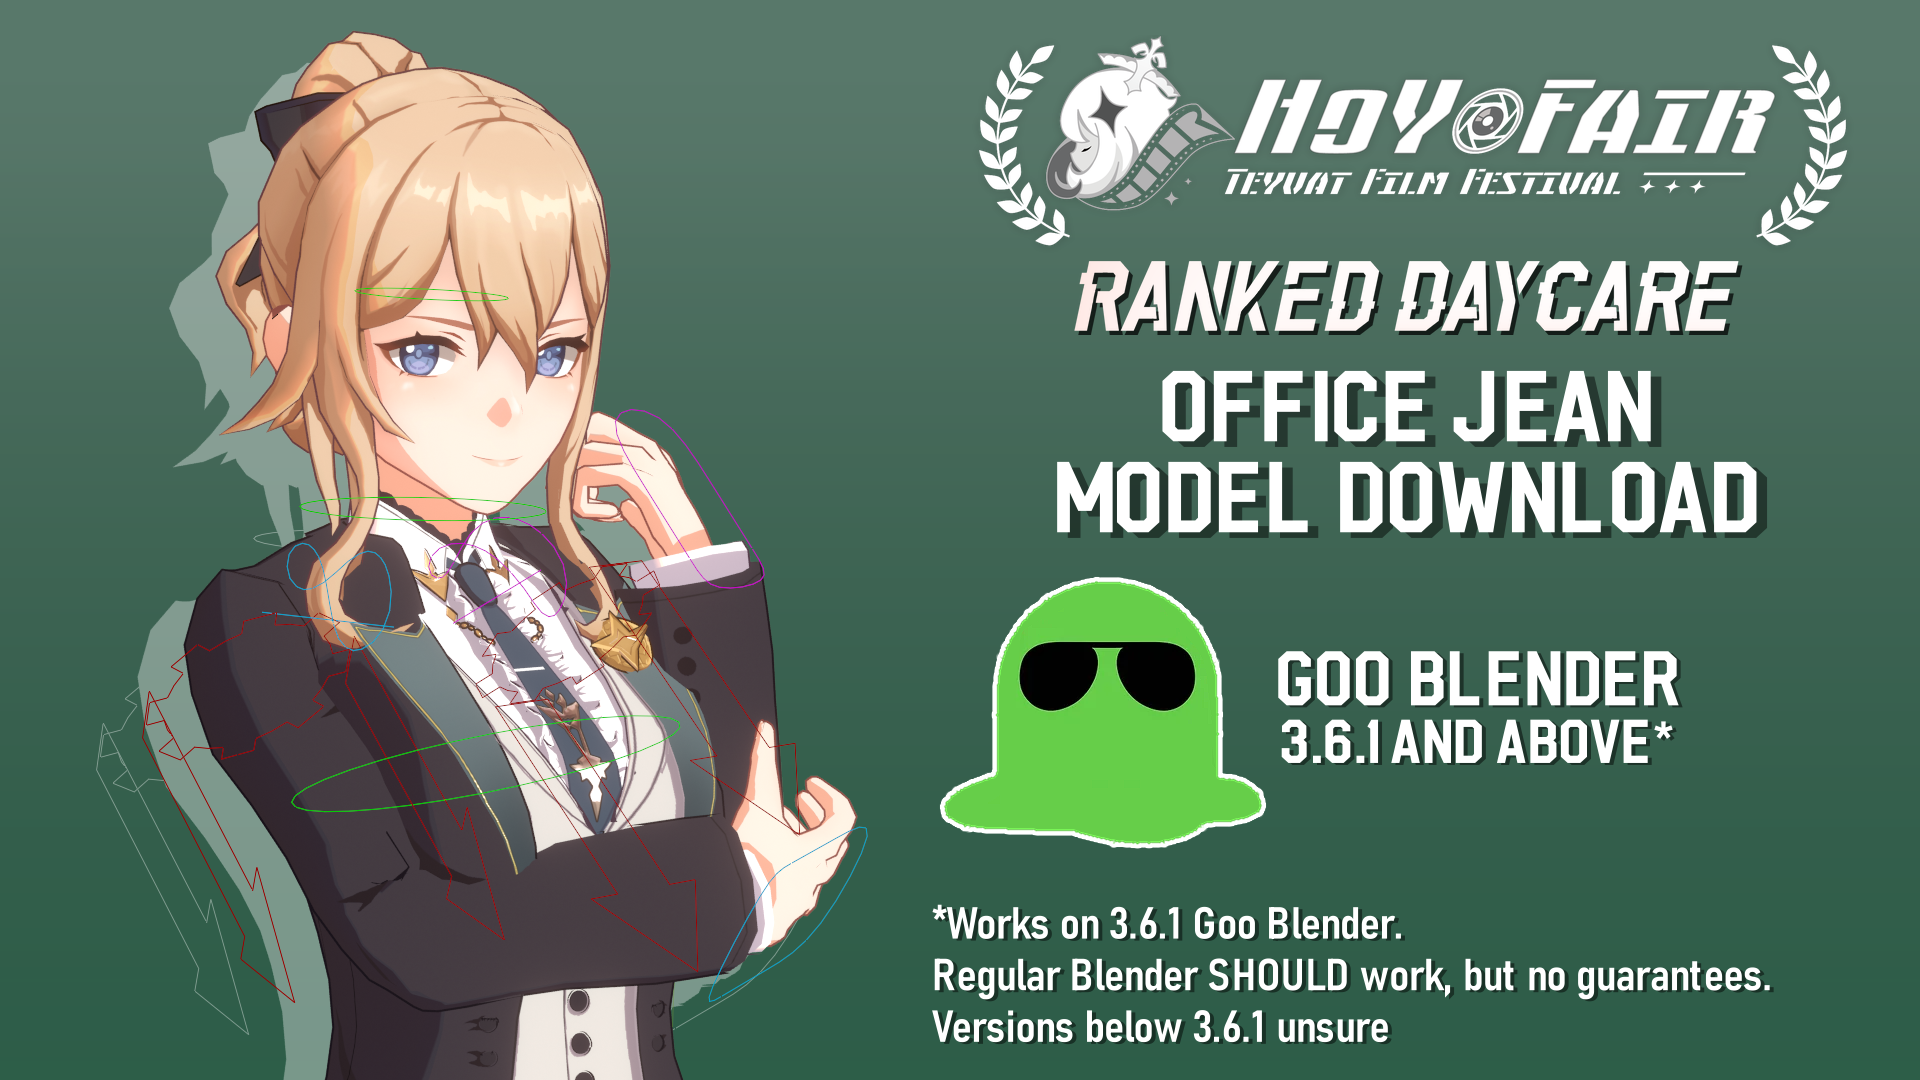 HOYOFAIR
TEYVAT FILM FESTIVAL
RANKED DAYCARE
OFFICE JEAN
MODEL DOWNLOAD
GOO BLENDER
3.6.1 AND ABOVE*
*Works on 3.6.1 Goo Blender.
Regular Blender SHOULD work, but no guarantees.
Versions below 3.6.1 unsure